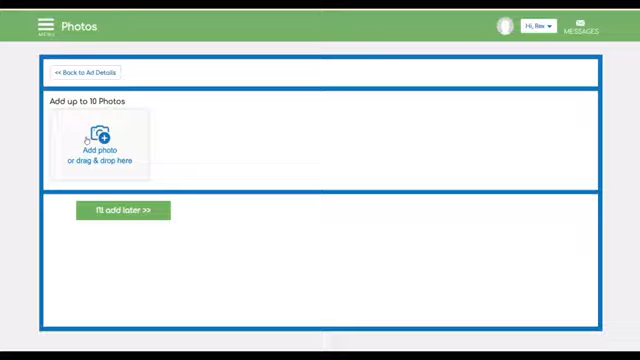 MENU
Photos
Hi, Rex
MESSAGES
<< Back to Ad Details
Add up to 10 Photos
Add photo
or drag & drop here
I'll add later >>